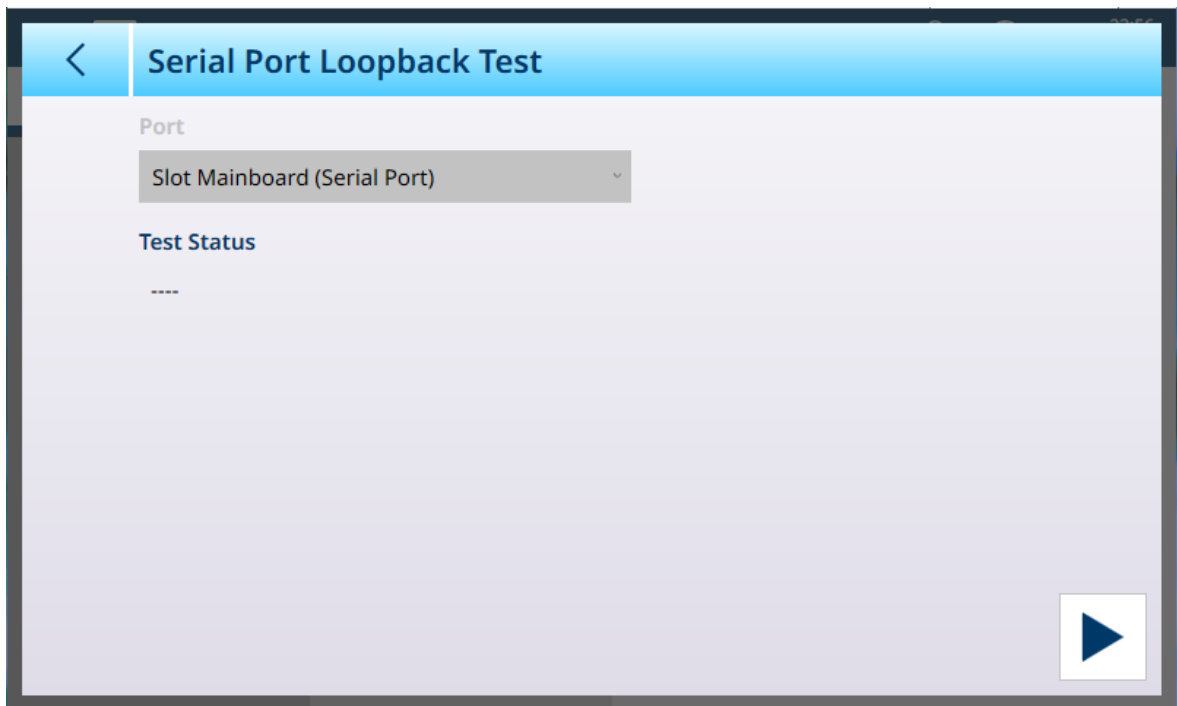 Serial Port Loopback Test
Port
Slot Mainboard (Serial Port)
Test Status
----